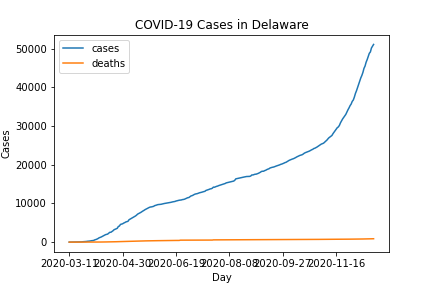 COVID-19 Cases in Delaware
cases
deaths
50000
40000
30000
20000
10000
0
Cases
2020-03-11 2020-04-30 2020-06-19 2020-08-08 2020-09-27 2020-11-16
Day